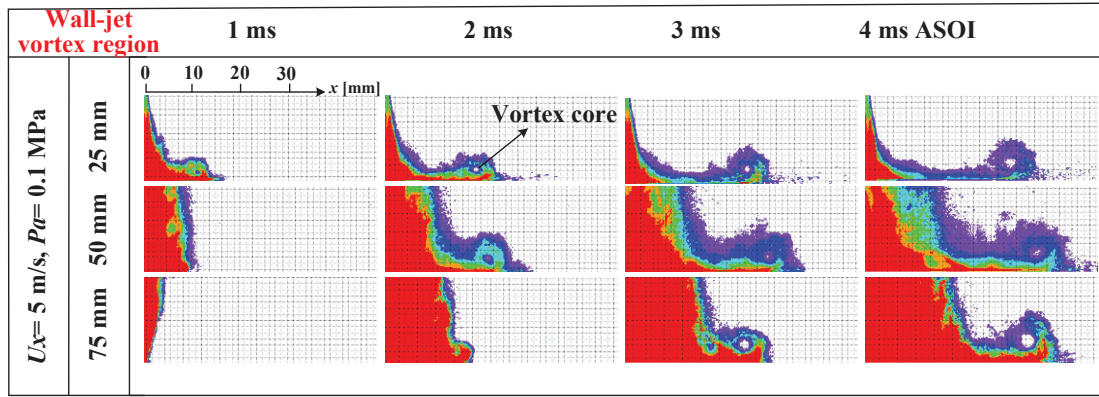 Wall-jet
vortex region
1 ms
2 ms
3 ms
4 ms ASOI
0 10 20 30
x [mm]
Vortex core
Ux= 5 m/s, Pa= 0.1 MPa
25 mm
50 mm
75 mm